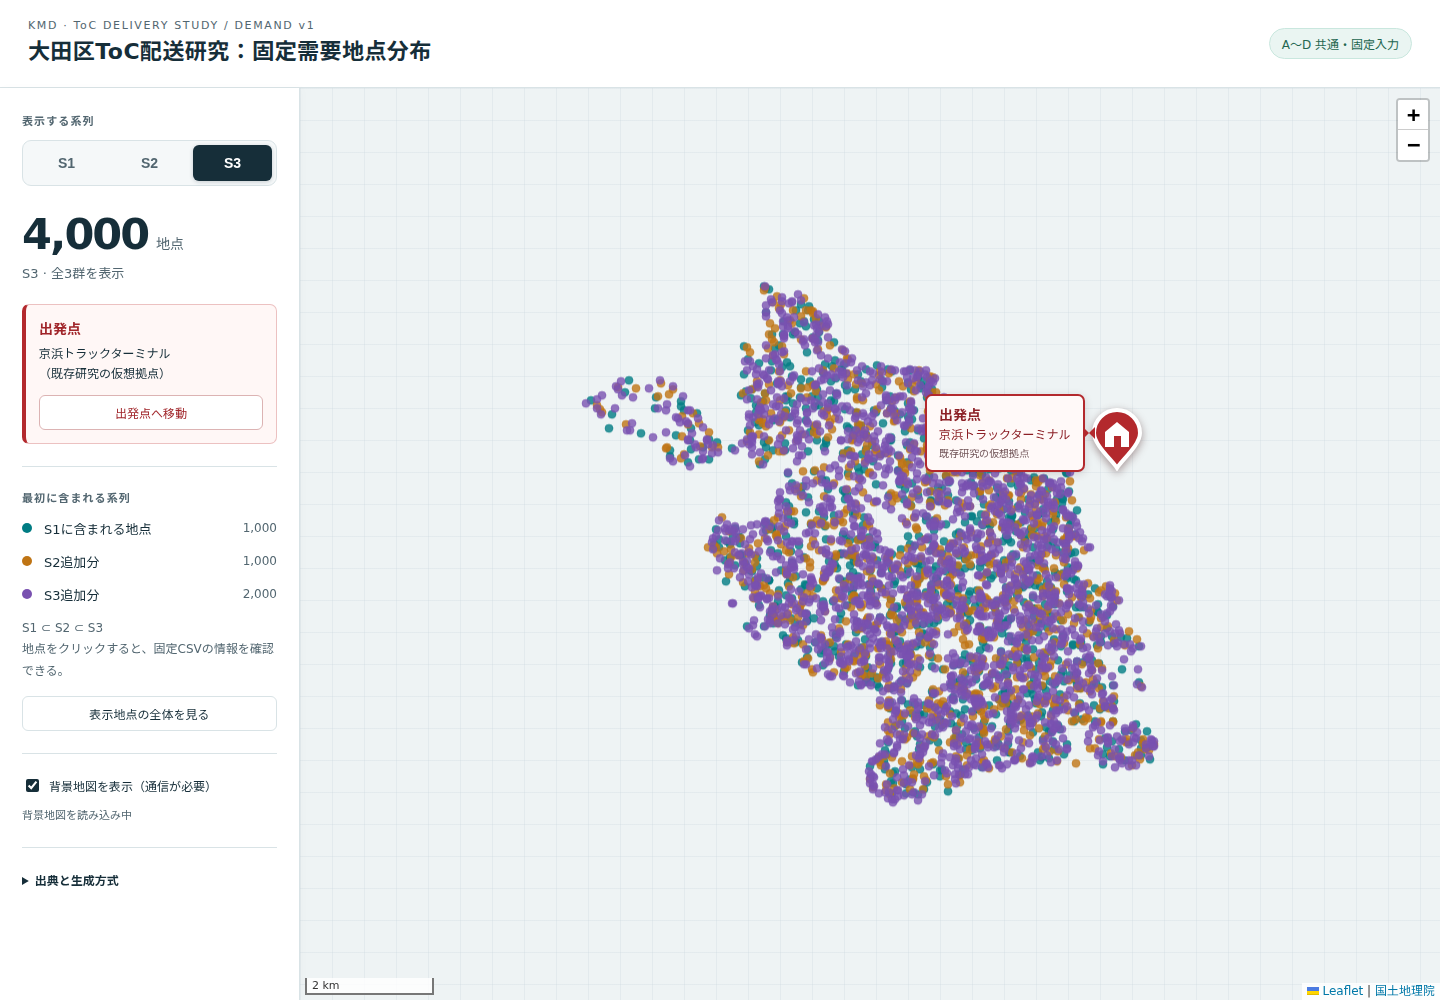 KMD · ToC DELIVERY STUDY / DEMAND v1
大田区ToC配送研究：固定需要地点分布
A〜D 共通・固定入力
表示する系列
S1
S2
S3
4,000 地点
S3 · 全3群を表示
出発点
京浜トラックターミナル
（既存研究の仮想拠点）
出発点へ移動
最初に含まれる系列
S1に含まれる地点 1,000
S2追加分 1,000
S3追加分 2,000
S1 ⊂ S2 ⊂ S3
地点をクリックすると、固定CSVの情報を確認
できる。
表示地点の全体を見る
背景地図を表示（通信が必要）
背景地図を読み込み中
出典と生成方式
+
−
出発点
京浜トラックターミナル
既存研究の仮想拠点
2 km
Leaflet | 国土地理院